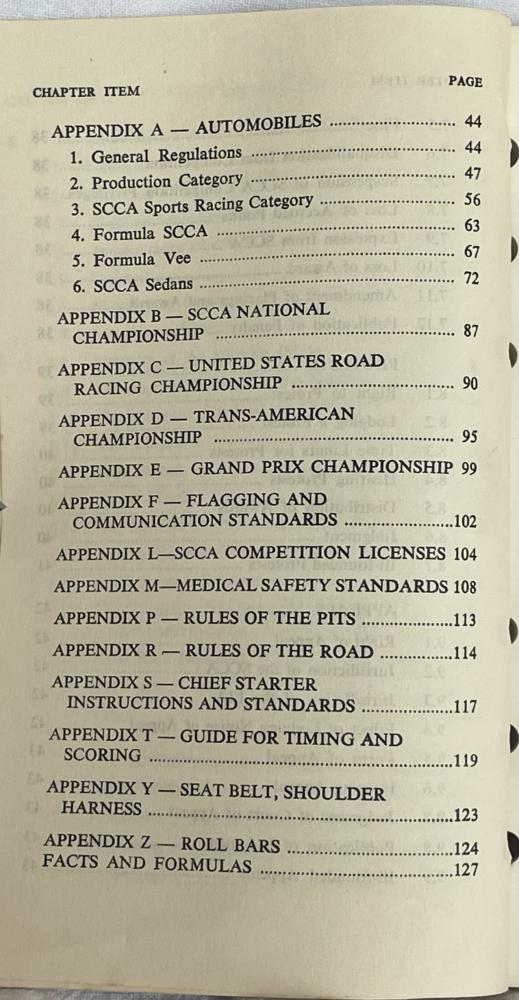 CHAPTER ITEM PAGE
APPENDIX A — AUTOMOBILES .......................... 44
1. General Regulations .......................... 44
2. Production Category .......................... 47
3. SCCA Sports Racing Category .......................... 56
4. Formula SCCA .......................... 63
5. Formula Vee .......................... 67
6. SCCA Sedans .......................... 72
APPENDIX B — SCCA NATIONAL
CHAMPIONSHIP .......................... 87
APPENDIX C — UNITED STATES ROAD
RACING CHAMPIONSHIP .......................... 90
APPENDIX D — TRANS-AMERICAN
CHAMPIONSHIP .......................... 95
APPENDIX E — GRAND PRIX CHAMPIONSHIP 99
APPENDIX F — FLAGGING AND
COMMUNICATION STANDARDS ..........................102
APPENDIX L—SCCA COMPETITION LICENSES 104
APPENDIX M—MEDICAL SAFETY STANDARDS 108
APPENDIX P — RULES OF THE PITS ..........................113
APPENDIX R — RULES OF THE ROAD ..........................114
APPENDIX S — CHIEF STARTER
INSTRUCTIONS AND STANDARDS ..........................117
APPENDIX T — GUIDE FOR TIMING AND
SCORING ..........................119
APPENDIX Y — SEAT BELT, SHOULDER
HARNESS ..........................123
APPENDIX Z — ROLL BARS ..........................124
FACTS AND FORMULAS ..........................127